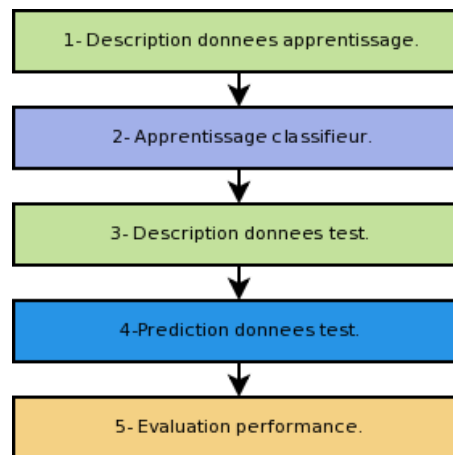 1- Description donnees apprentissage.
2- Apprentissage classifieur.
3- Description donnees test.
4-Prediction donnees test.
5- Evaluation performance.